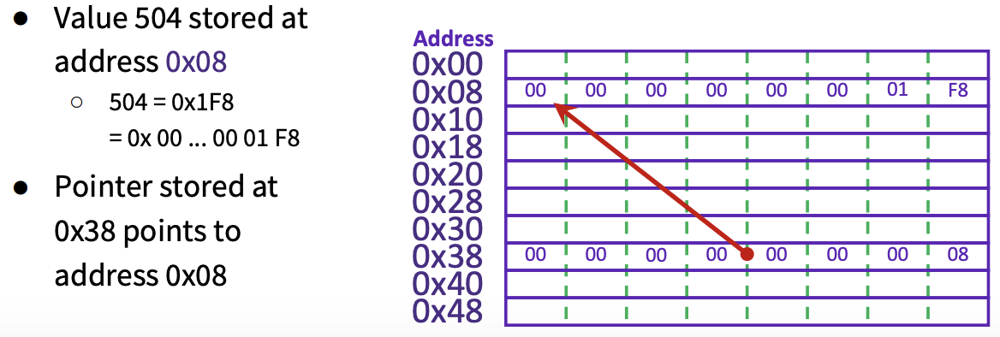 ● Value 504 stored at
address 0x08
○ 504 = 0x1F8
= 0x 00 ... 00 01 F8
● Pointer stored at
0x38 points to
address 0x08
Address
0x00
0x08 00 00 00 00 00 00 01 F8
0x10
0x18
0x20
0x28
0x30
0x38 00 00 00 00 00 00 00 08
0x40
0x48